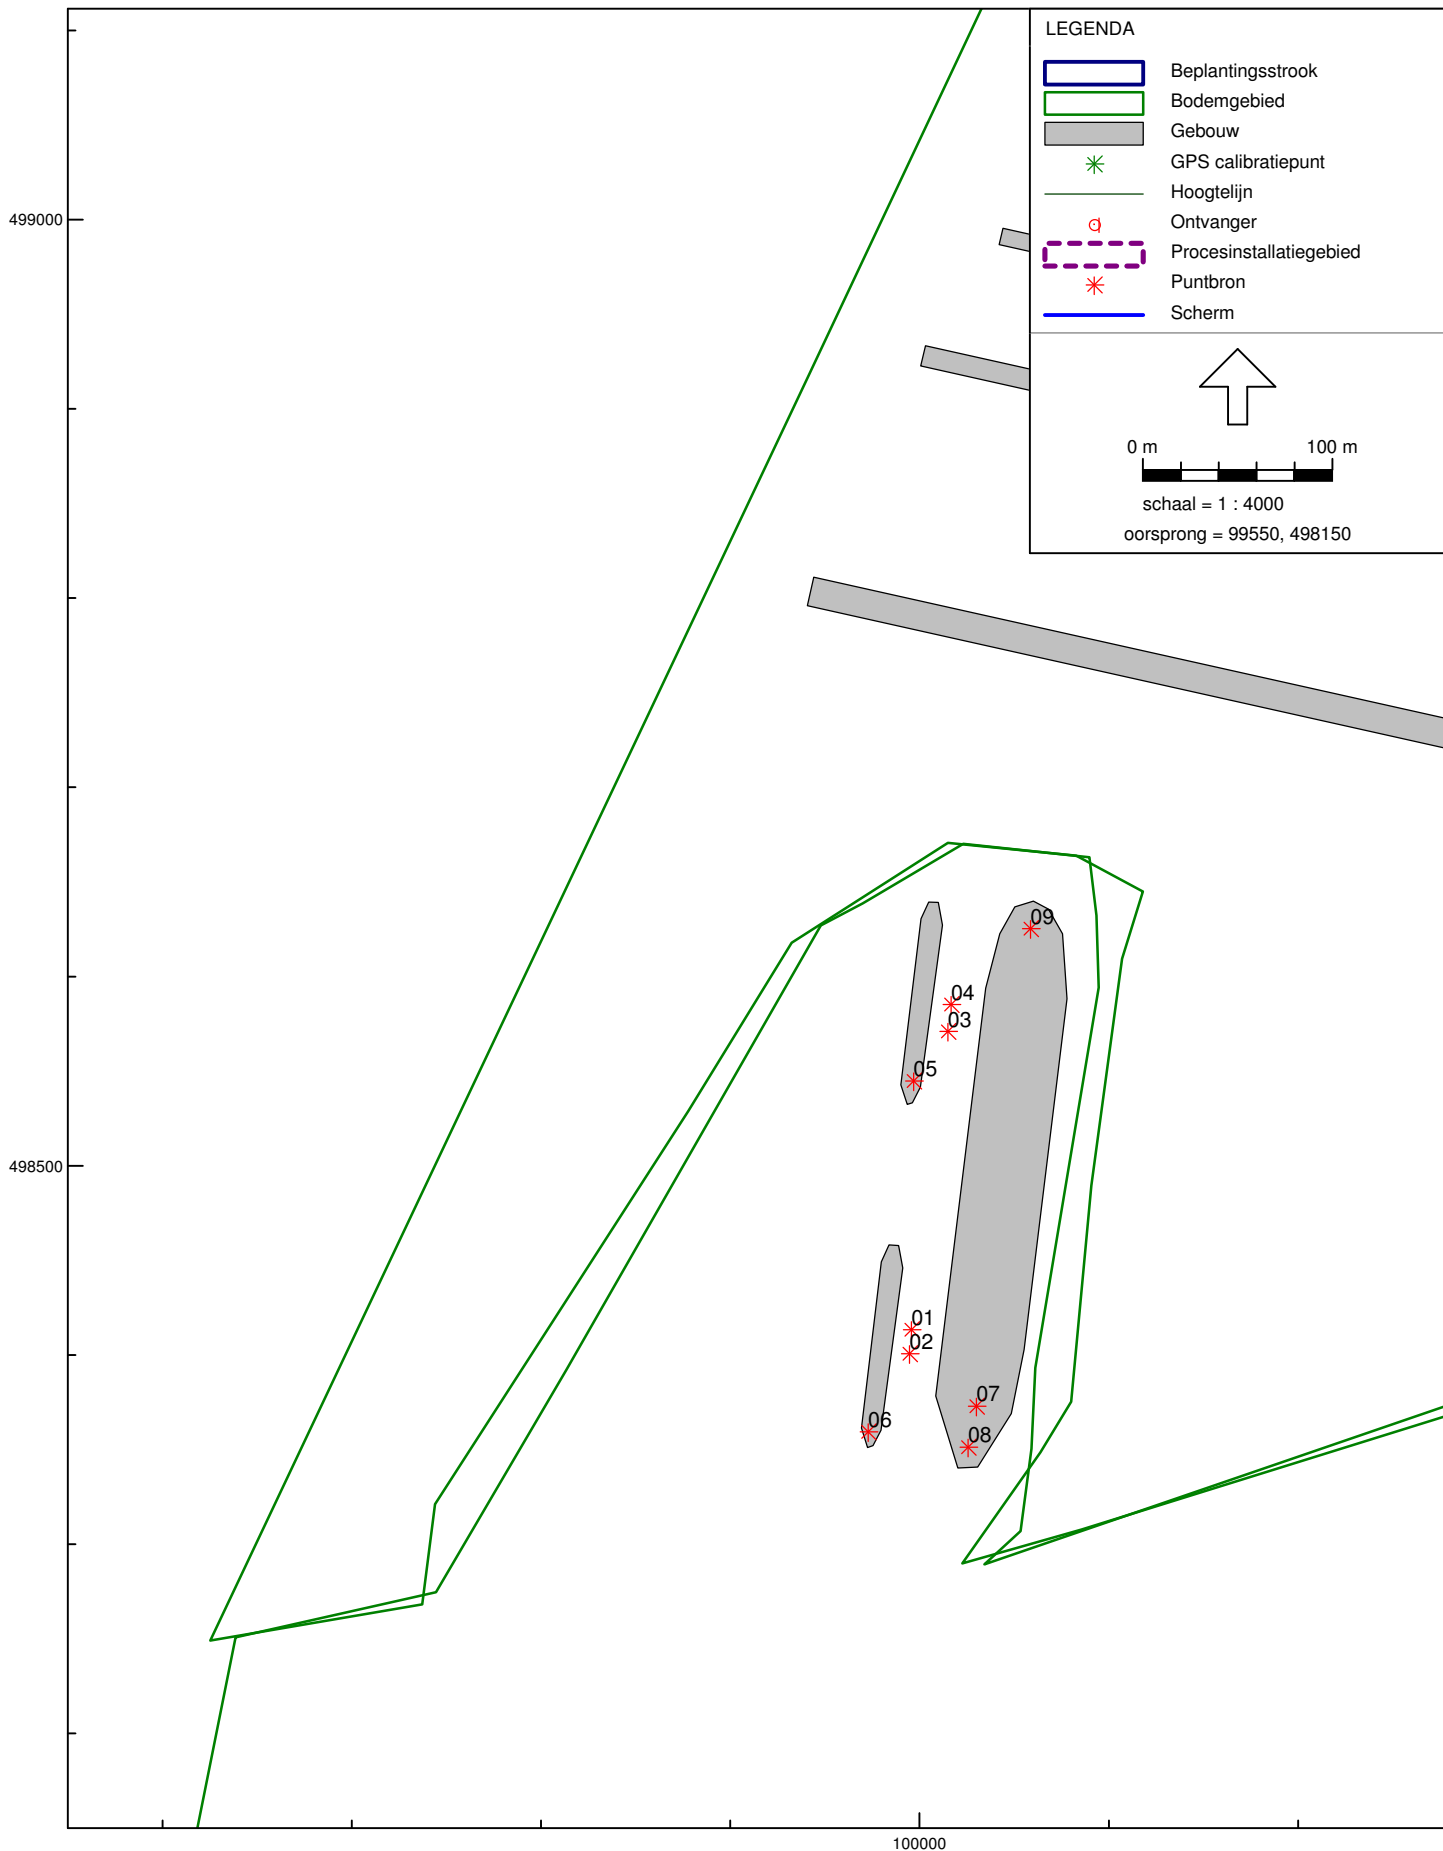 LEGENDA
Beplantingsstrook
Bodemgebied
Gebouw
GPS calibratiepunt
Hoogtelijn
Ontvanger
Procesinstallatiegebied
Puntbron
Scherm
0 m 100 m
schaal = 1 : 4000
oorsprong = 99550, 498150
499000
09
04
03
05
498500
01
02
07
06
08
100000